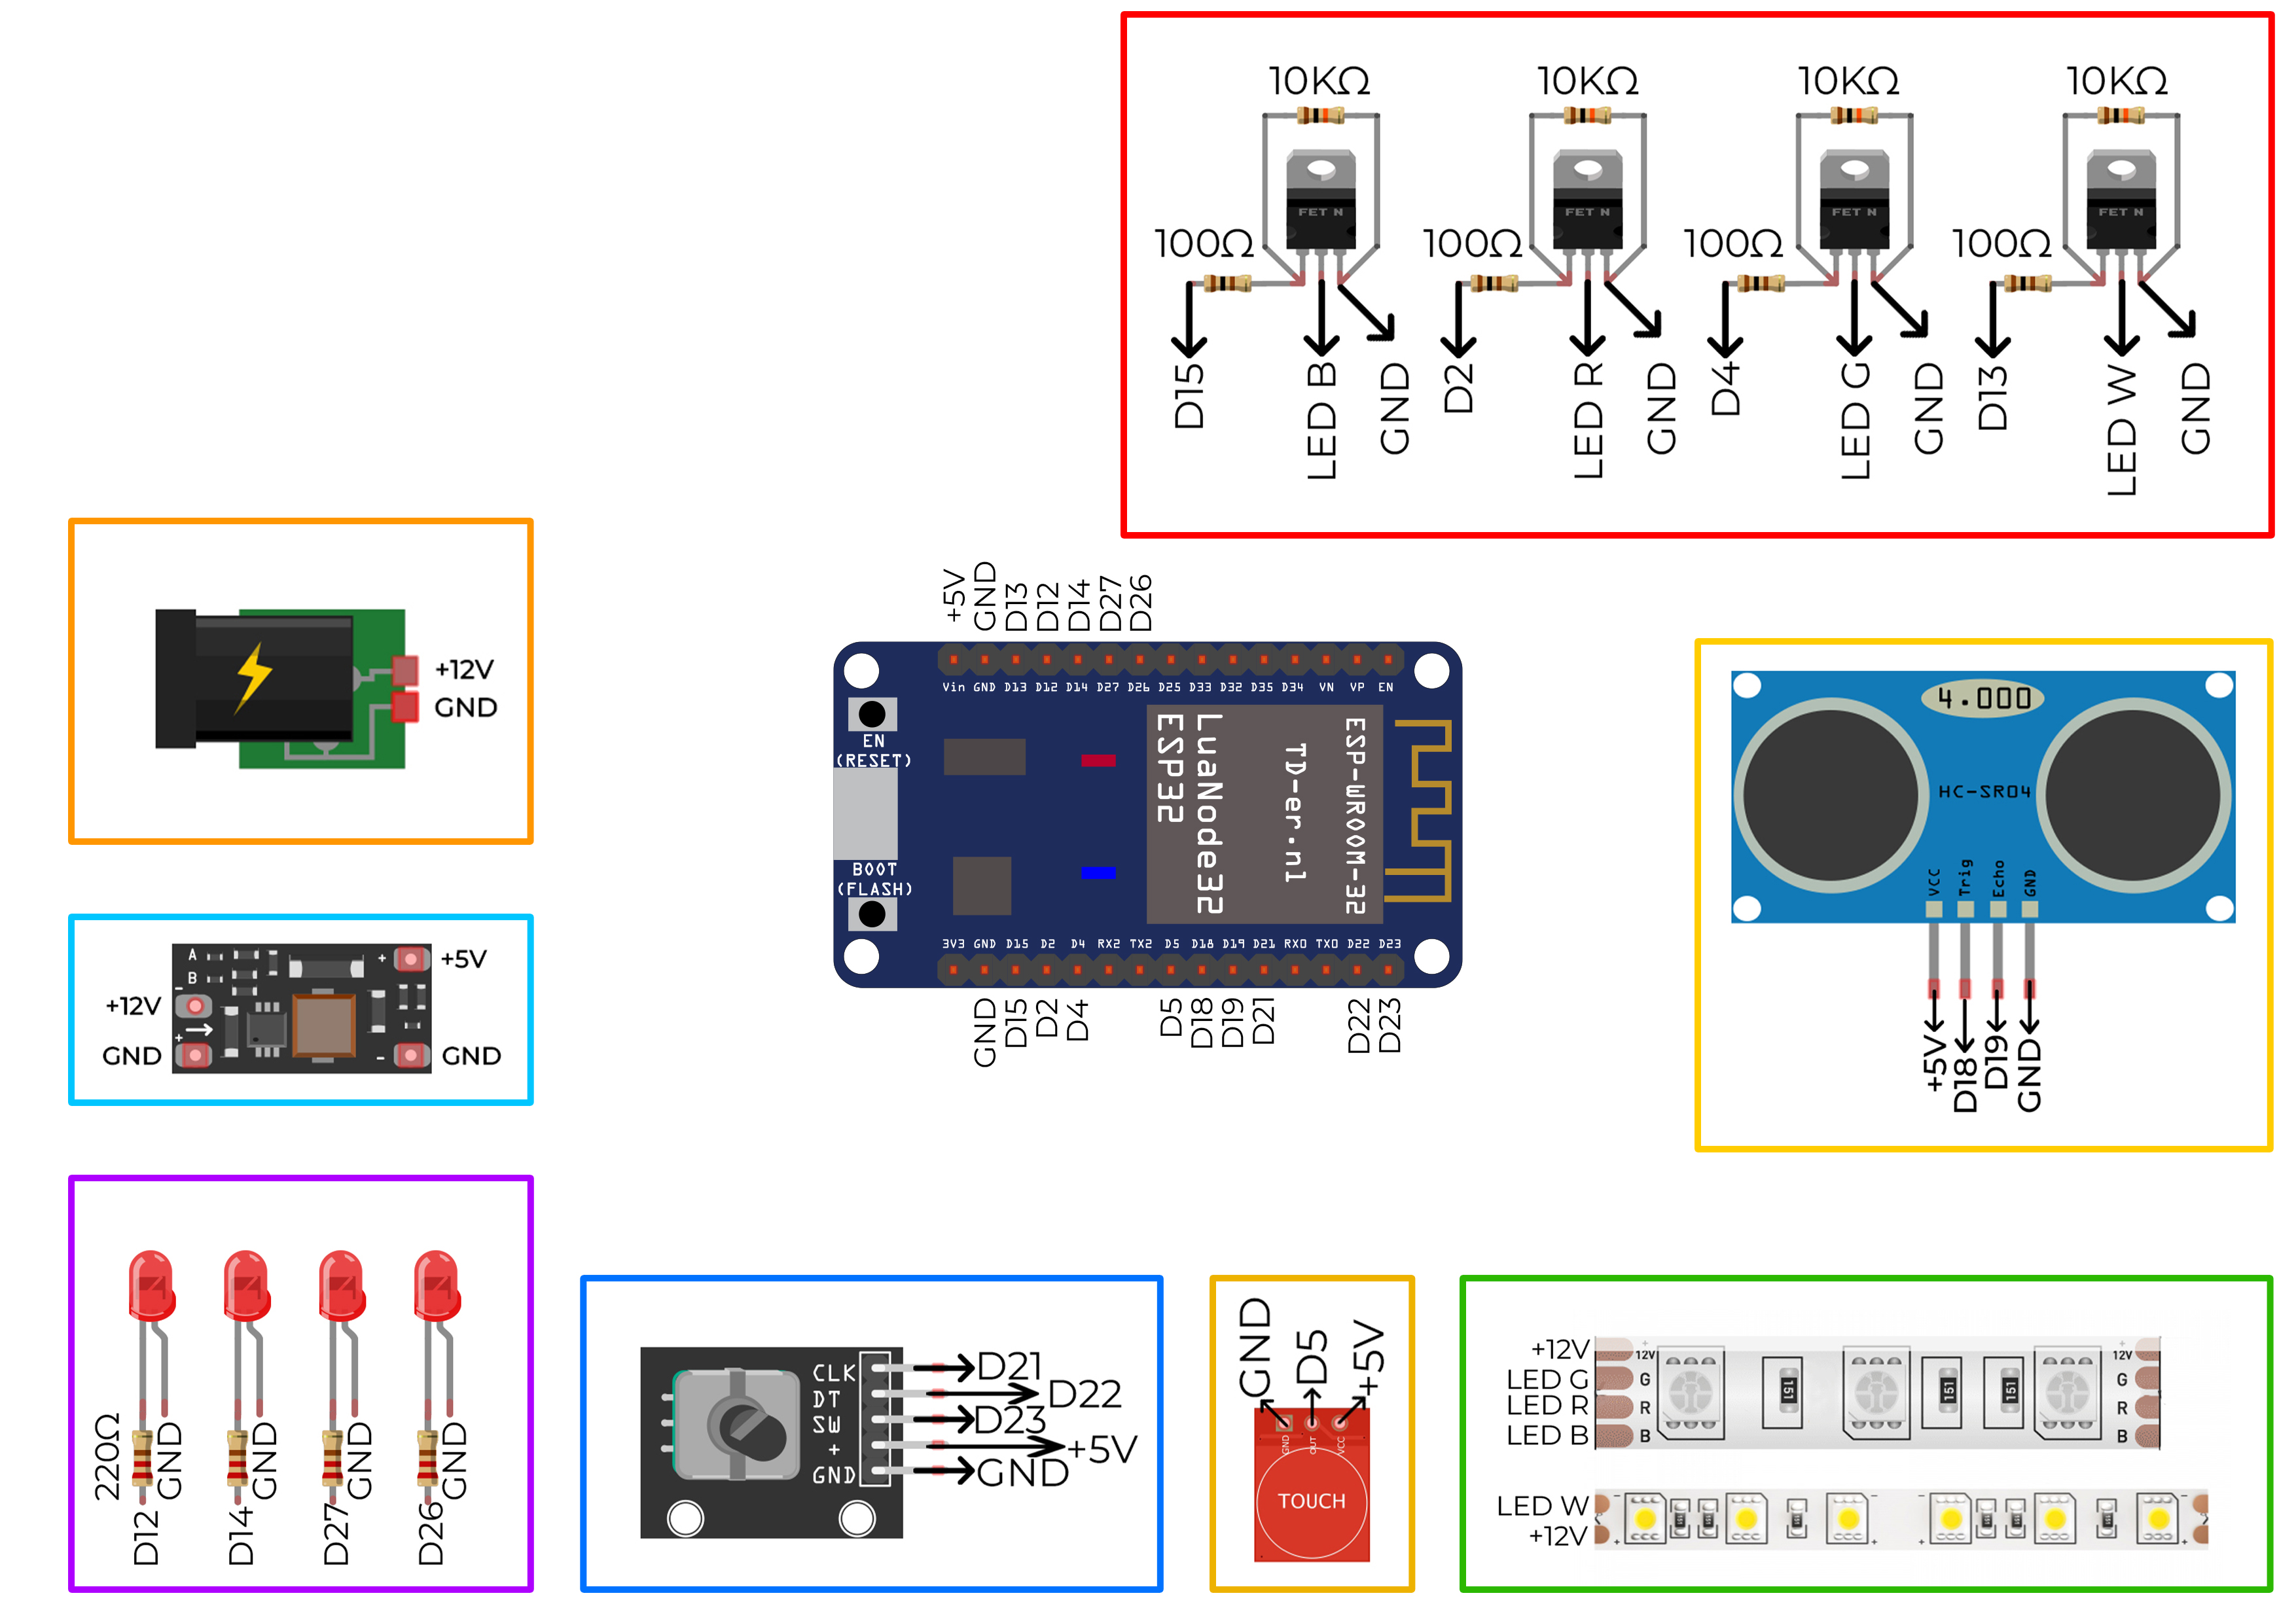 10KΩ 10KΩ 10KΩ 10KΩ
FET N FET N FET N FET N
100Ω 100Ω 100Ω 100Ω
D15 LED B GND D2 LED R GND D4 LED G GND D13 LED W GND
+12V
GND
+5V GND D13 D12 D14 D27 D26
Vin GND D13 D12 D14 D27 D26 D25 D33 D32 D35 D34 VN VP EN
EN
(RESET)
ESP32
LuaNode32
TD-er.nl
ESP-WROOM-32
BOOT
(FLASH)
3V3 GND D15 D2 D4 RX2 TX2 D5 D18 D19 D21 RX0 TX0 D22 D23
GND D15 D2 D4 D5 D18 D19 D21 D22 D23
4.000
HC-SR04
VCC Trig Echo GND
+5V D18 D19 GND
A
B
+ +5V
-
+12V
+
GND
- GND
220Ω GND GND GND GND
D12 D14 D27 D26
CLK D21
DT D22
SW D23
+ +5V
GND GND
GND D5 +5V
GND OUT VCC
TOUCH
+12V + 12V + 12V
LED G G G
LED R R R
LED B B B
151 151 151
LED W - - - -
+12V + + + +